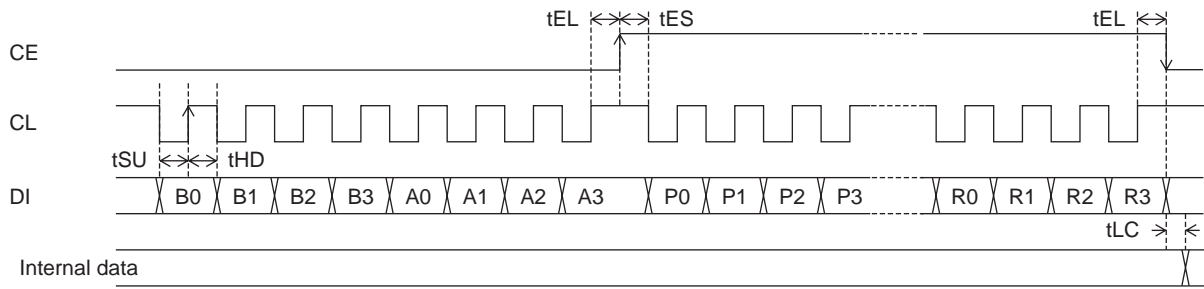 tEL tES tEL
CE
CL
tSU tHD
DI B0 B1 B2 B3 A0 A1 A2 A3 P0 P1 P2 P3 R0 R1 R2 R3
tLC
Internal data